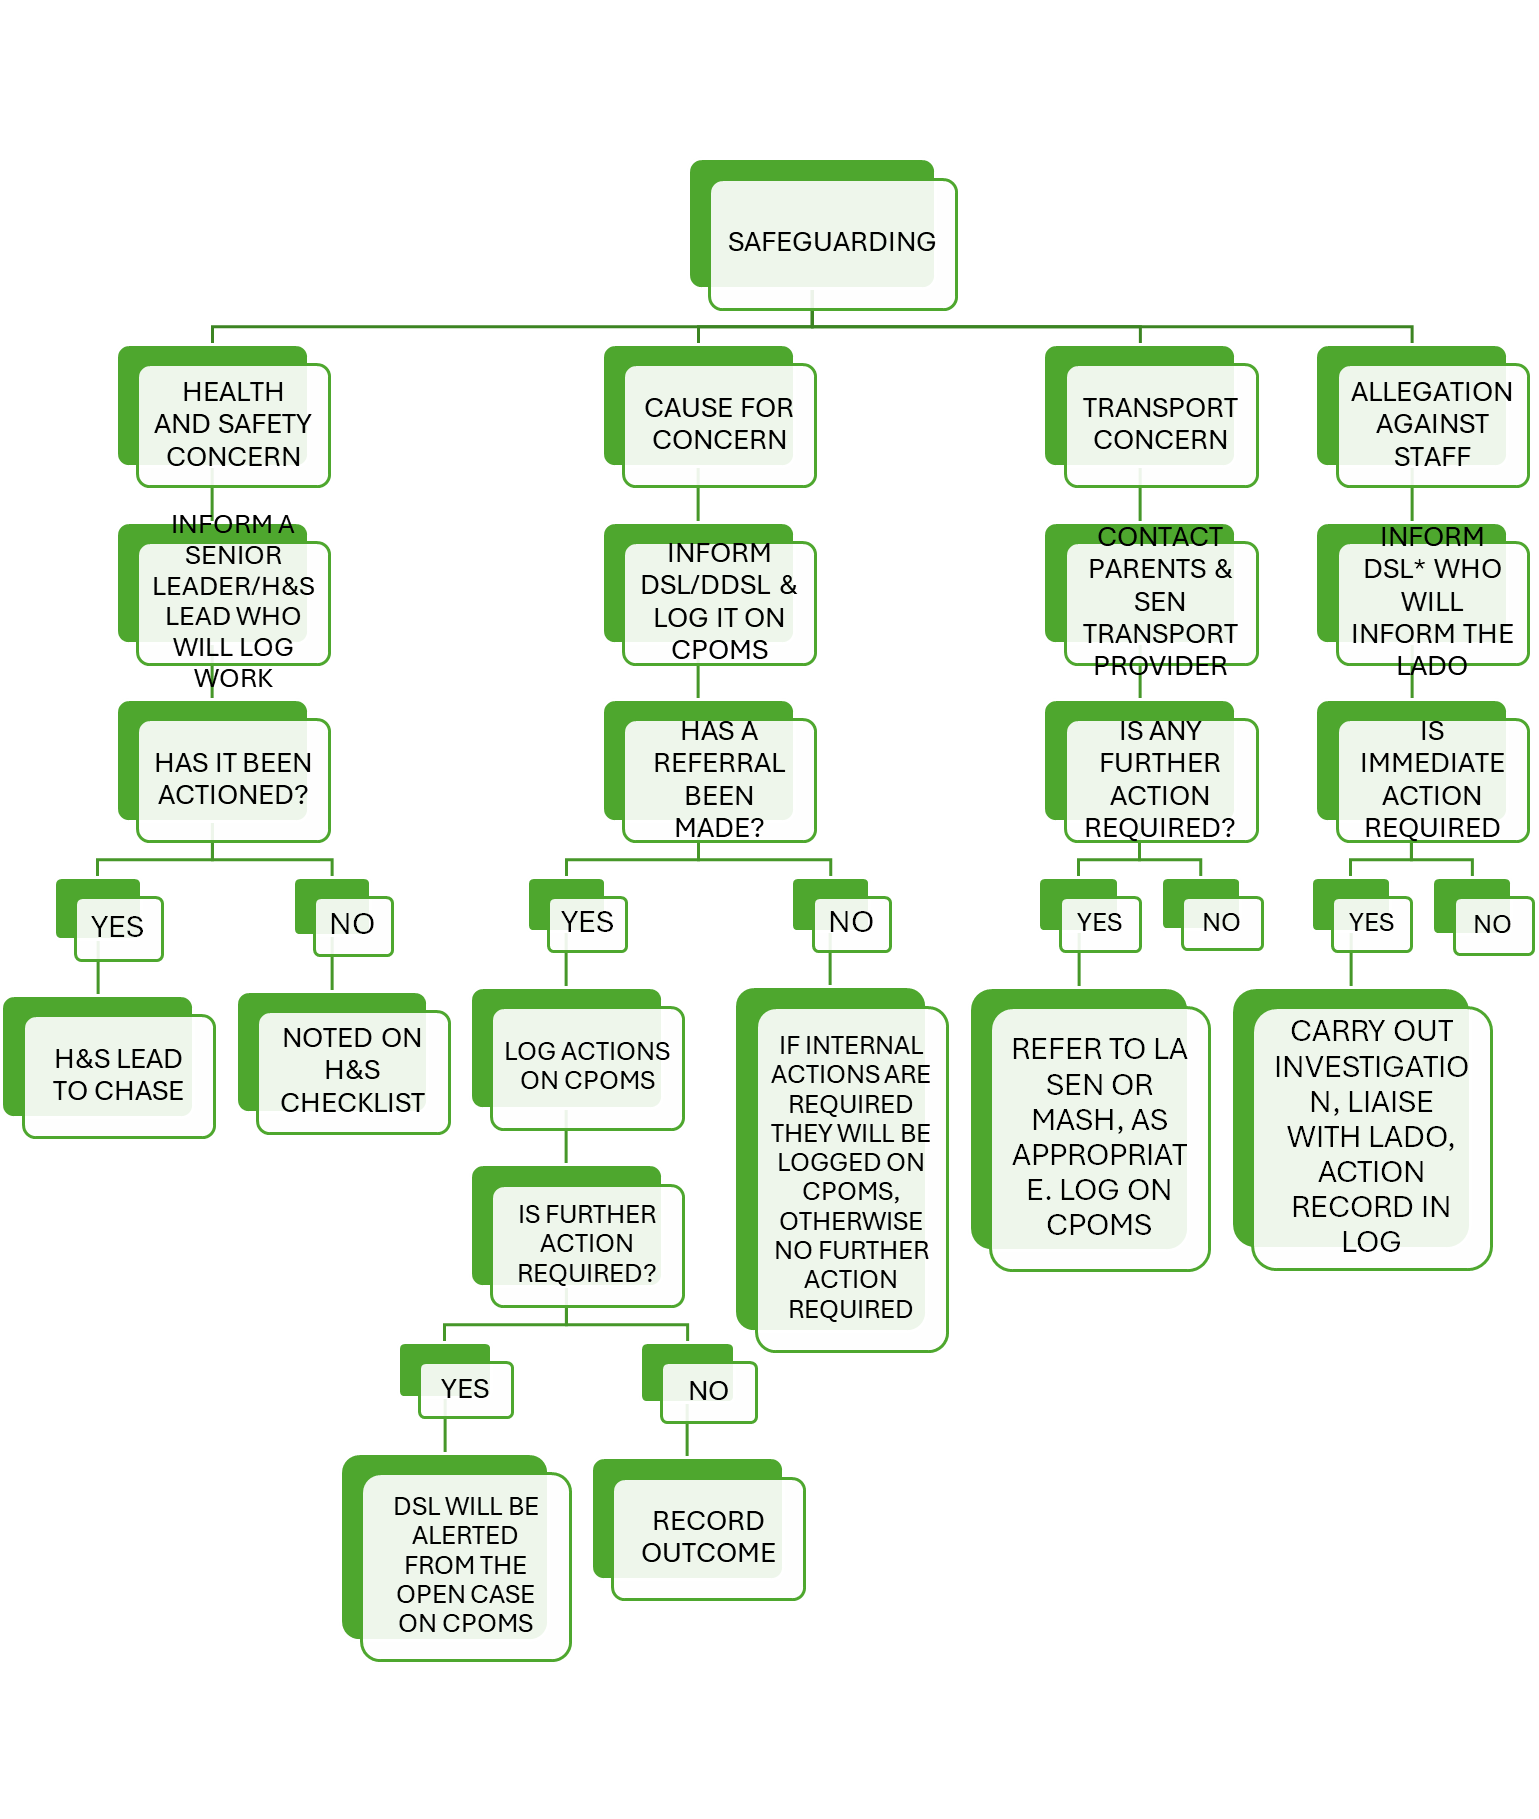 SAFEGUARDING
HEALTH
AND SAFETY
CONCERN
CAUSE FOR
CONCERN
TRANSPORT
CONCERN
ALLEGATION
AGAINST
STAFF
INFORM A
SENIOR
LEADER/H&S
LEAD WHO
WILL LOG
WORK
INFORM
DSL/DDSL &
LOG IT ON
CPOMS
CONTACT
PARENTS &
SEN
TRANSPORT
PROVIDER
INFORM
DSL* WHO
WILL
INFORM THE
LADO
HAS IT BEEN
ACTIONED?
HAS A
REFERRAL
BEEN
MADE?
IS ANY
FURTHER
ACTION
REQUIRED?
IS
IMMEDIATE
ACTION
REQUIRED
YES
NO
YES
NO
YES
NO
YES
NO
H&S LEAD
TO CHASE
NOTED ON
H&S
CHECKLIST
LOG ACTIONS
ON CPOMS
IF INTERNAL
ACTIONS ARE
REQUIRED
THEY WILL BE
LOGGED ON
CPOMS,
OTHERWISE
NO FURTHER
ACTION
REQUIRED
REFER TO LA
SEN OR
MASH, AS
APPROPRIAT
E. LOG ON
CPOMS
CARRY OUT
INVESTIGATIO
N, LIAISE
WITH LADO,
ACTION
RECORD IN
LOG
IS FURTHER
ACTION
REQUIRED?
YES
NO
DSL WILL BE
ALERTED
FROM THE
OPEN CASE
ON CPOMS
RECORD
OUTCOME